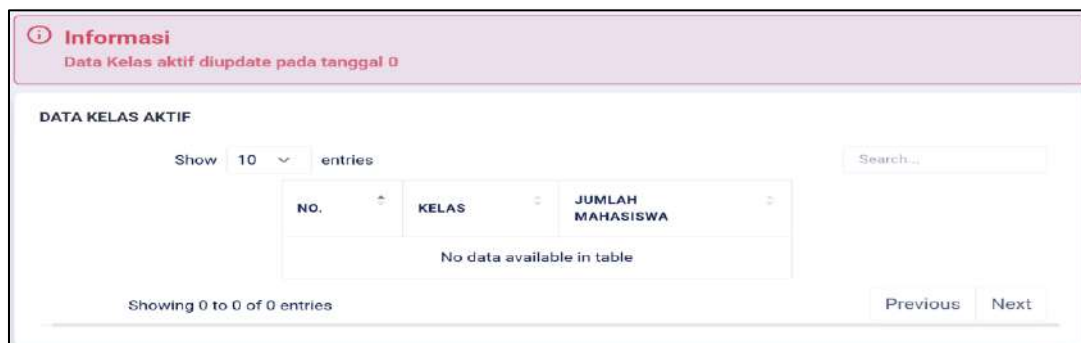 Informasi
Data Kelas aktif diupdate pada tanggal 0
DATA KELAS AKTIF
Show 10 entries
Search...
NO. KELAS JUMLAH MAHASISWA
No data available in table
Showing 0 to 0 of 0 entries
Previous Next